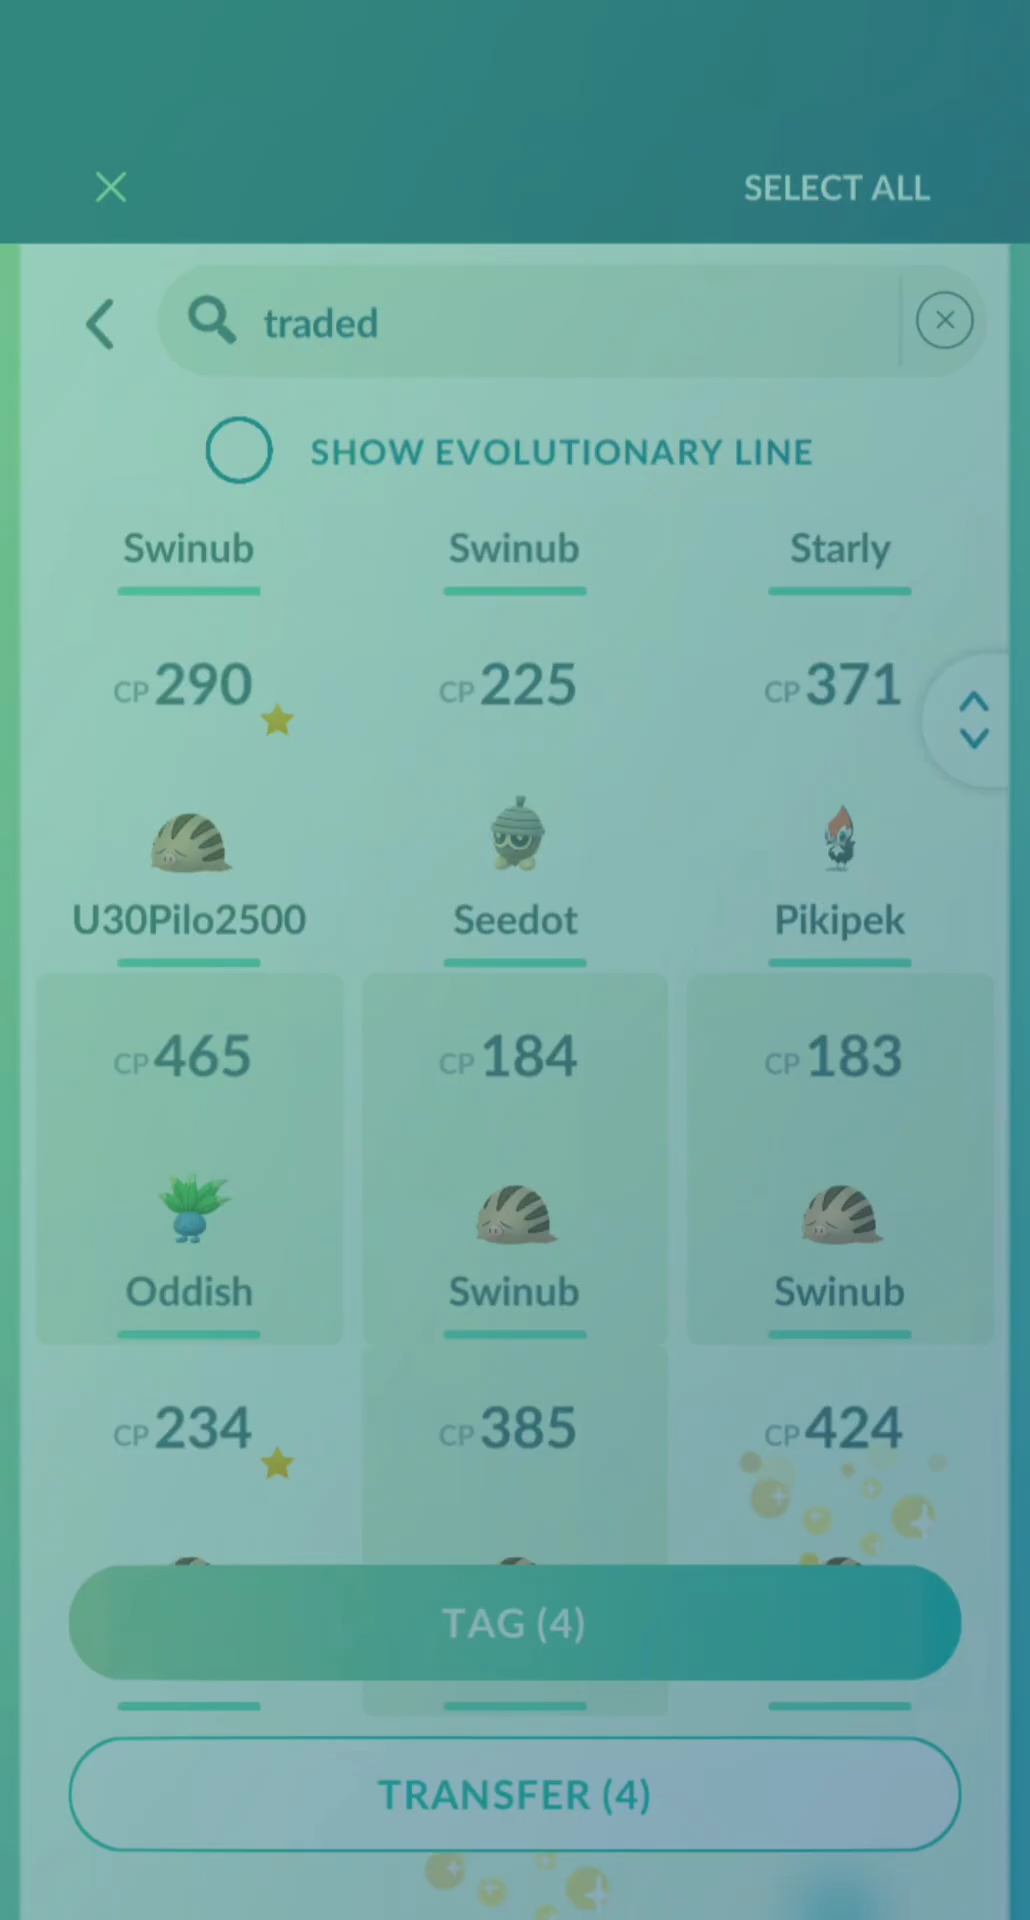 SELECT ALL
traded
SHOW EVOLUTIONARY LINE
Swinub Swinub Starly
CP290 CP225 CP371
U30Pilo2500 Seedot Pikipek
CP465 CP184 CP183
Oddish Swinub Swinub
CP234 CP385 CP424
TAG (4)
TRANSFER (4)